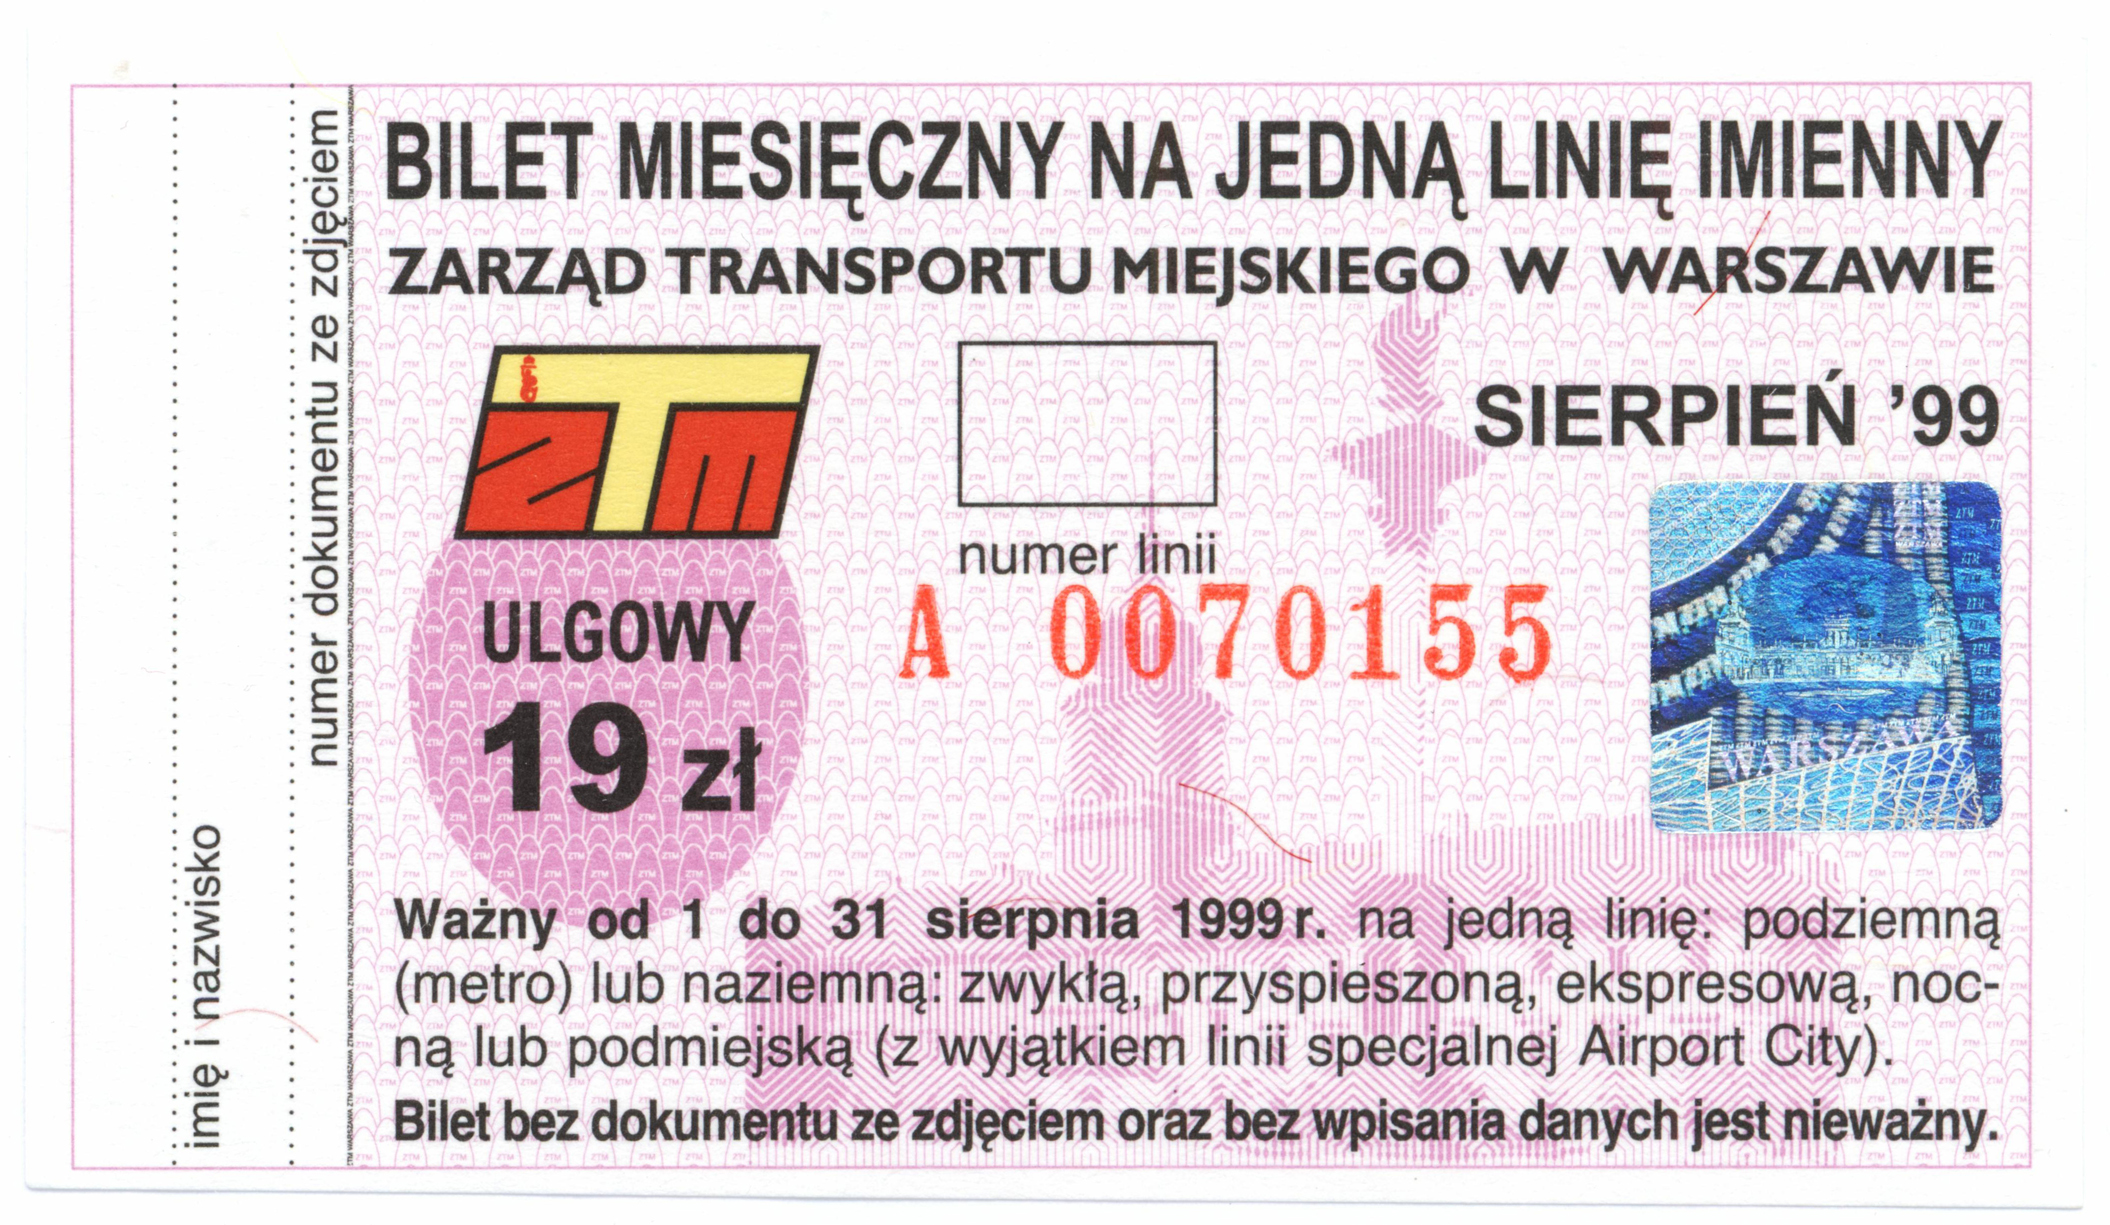 BILET MIESIĘCZNY NA JEDNĄ LINIĘ IMIENNY
ZARZĄD TRANSPORTU MIEJSKIEGO W WARSZAWIE
ZTM
numer linii
SIERPIEŃ '99
ULGOWY
19 zł
A 0070155
WARSZAWA
Ważny od 1 do 31 sierpnia 1999 r. na jedną linię: podziemną
(metro) lub naziemną: zwykłą, przyspieszoną, ekspresową, noc-
ną lub podmiejską (z wyjątkiem linii specjalnej Airport City).
Bilet bez dokumentu ze zdjęciem oraz bez wpisania danych jest nieważny.
imię i nazwisko
numer dokumentu ze zdjęciem